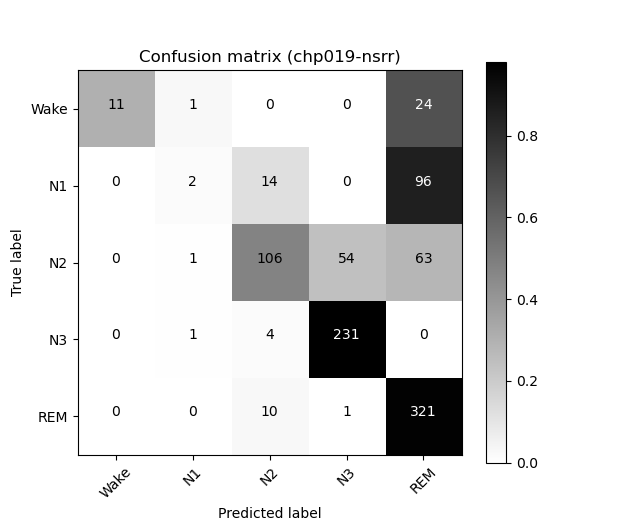 Confusion matrix (chp019-nsrr)
Wake 11 1 0 0 24
N1 0 2 14 0 96
N2 0 1 106 54 63
N3 0 1 4 231 0
REM 0 0 10 1 321
Wake N1 N2 N3 REM
Predicted label
True label
0.8
0.6
0.4
0.2
0.0